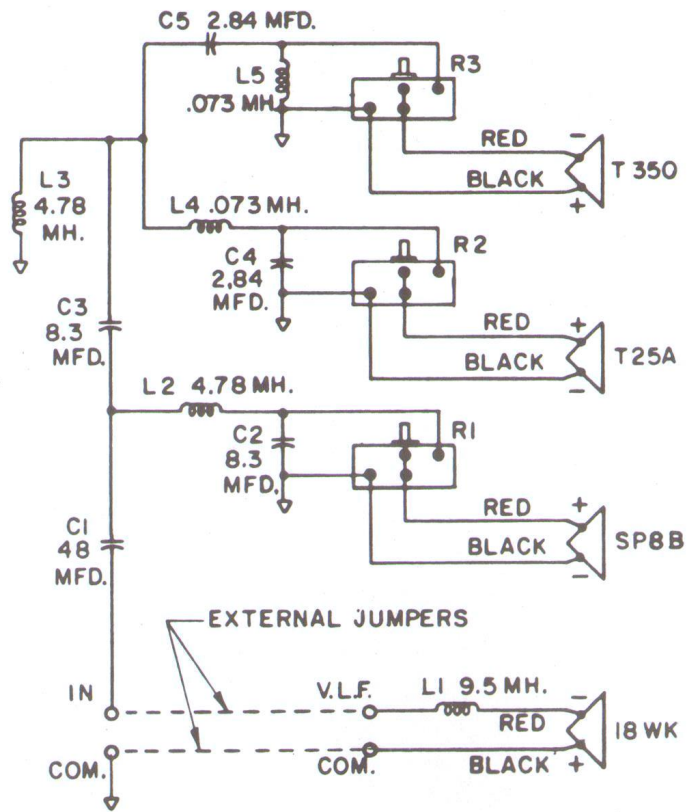 C5 2.84 MFD.
L5
.073 MH.
R3
RED
−
T 350
BLACK
+
L3
4.78
MH.
L4 .073 MH.
C4
2,84
MFD.
R2
RED
+
T25A
BLACK
−
C3
8.3
MFD.
L2 4.78 MH.
C2
8.3
MFD.
R1
RED
+
SP8B
BLACK
−
C1
48
MFD.
EXTERNAL JUMPERS
IN
V.L.F.
L1 9.5 MH.
−
RED
18 WK
COM.
COM.
BLACK
+